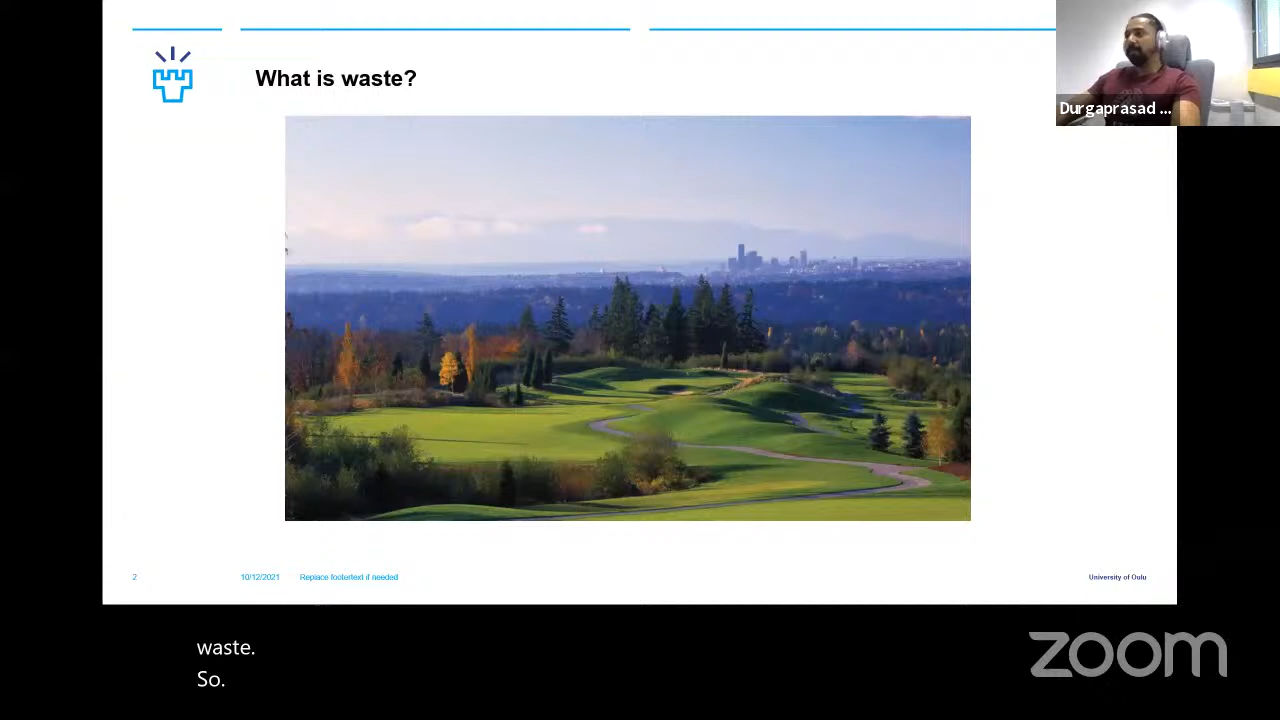 What is waste?
Durgaprasad ...
2
10/12/2021
Replace footertext if needed
University of Oulu
waste.
So.
zoom